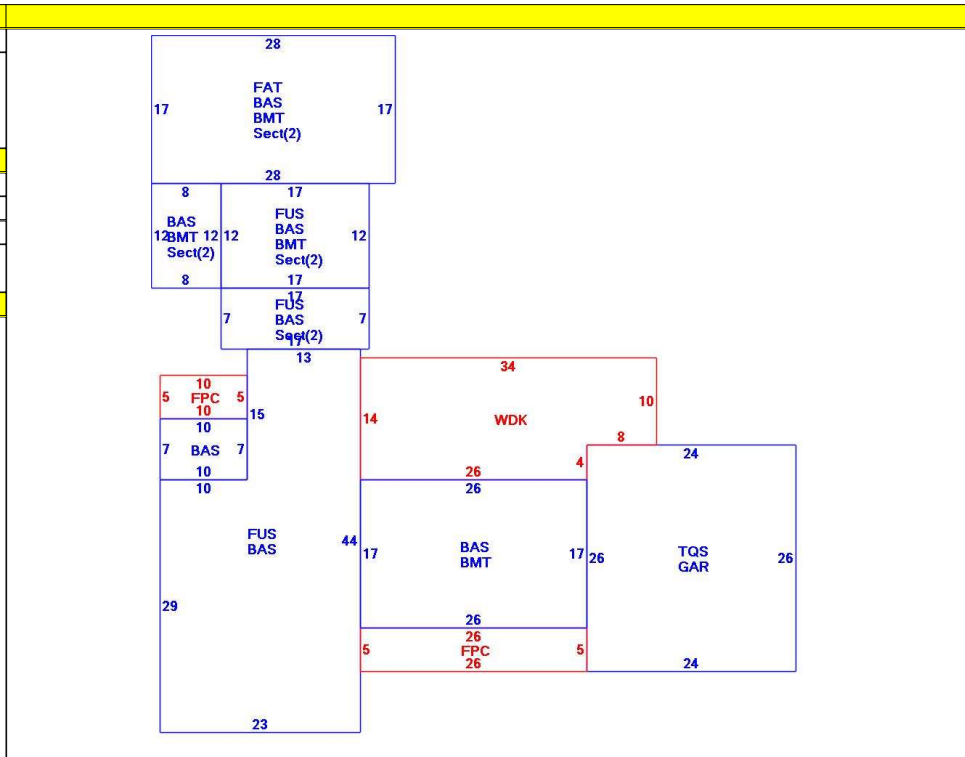 28
FAT
17 BAS 17
BMT
Sect(2)
28
8 17
FUS
BAS BAS
12 BMT 12 12 BMT 12
Sect(2) Sect(2)
8 17
17
FUS
7 BAS 7
Sect(2)
17
13
34
10
5 FPC 5
10
15 14 WDK 10
10 8
7 BAS 7 24
10 26 4
10 26
FUS
BAS
44 17 BAS 17 26 TQS 26
BMT GAR
29
26
26
5 FPC 5
26 24
23